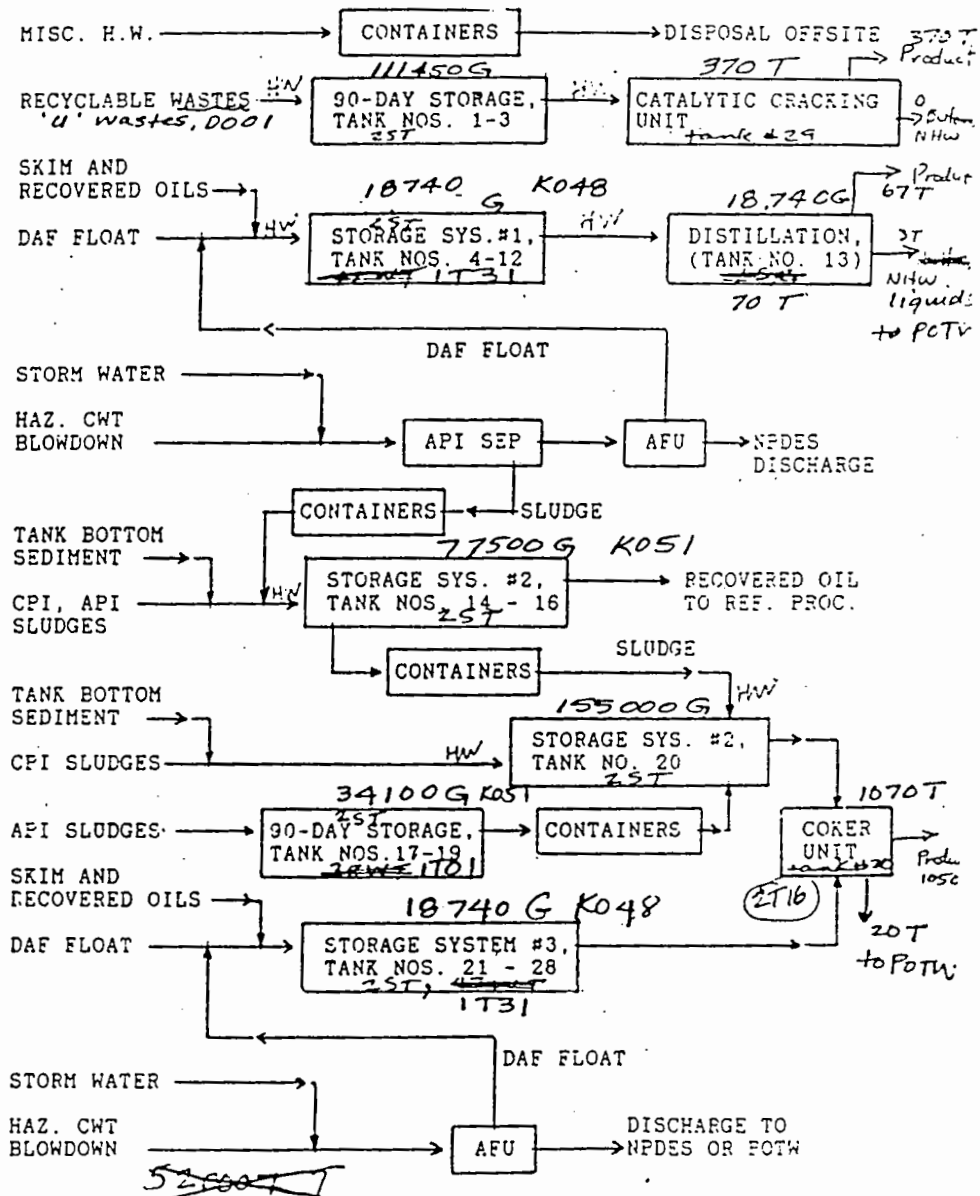 MISC. H.W.
CONTAINERS
DISPOSAL OFFSITE
370 T
Product
111450G
370 T
RECYCLABLE WASTES
'U' wastes, D001
HW
90-DAY STORAGE,
TANK NOS. 1-3
2ST
HW
CATALYTIC CRACKING
UNIT
tank #29
0
NHW
SKIM AND
RECOVERED OILS
DAF FLOAT
HW
18740 G K048
2ST
STORAGE SYS.#1,
TANK NOS. 4-12
1T31
HW
18,740G
DISTILLATION,
(TANK NO. 13)
70 T
Produ
67T
3T
NHW
liquids
to POTW
DAF FLOAT
STORM WATER
HAZ. CWT
BLOWDOWN
API SEP
AFU
NPDES
DISCHARGE
CONTAINERS
SLUDGE
TANK BOTTOM
SEDIMENT
CPI, API
SLUDGES
HW
77500 G K051
STORAGE SYS. #2,
TANK NOS. 14 - 16
2ST
RECOVERED OIL
TO REF. PROC.
CONTAINERS
SLUDGE
HW
TANK BOTTOM
SEDIMENT
CPI SLUDGES
HW
155000 G
STORAGE SYS. #2,
TANK NO. 20
2ST
API SLUDGES
34100 G K051
2ST
90-DAY STORAGE,
TANK NOS.17-19
1T01
CONTAINERS
1070 T
COKER
UNIT
2T16
Produ
105
20T
to POTW
SKIM AND
RECOVERED OILS
DAF FLOAT
18740 G K048
STORAGE SYSTEM #3,
TANK NOS. 21 - 28
2ST,
1T31
DAF FLOAT
STORM WATER
HAZ. CWT
BLOWDOWN
AFU
DISCHARGE TO
NPDES OR POTW